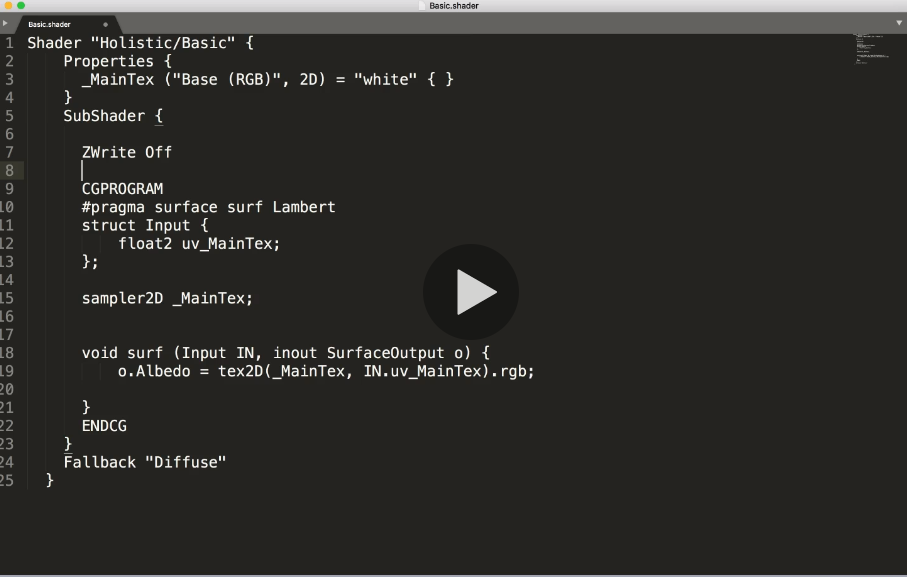 Basic.shader
Basic.shader
1 Shader "Holistic/Basic" {
2 Properties {
3 _MainTex ("Base (RGB)", 2D) = "white" { }
4 }
5 SubShader {
6
7 ZWrite Off
8
9 CGPROGRAM
10 #pragma surface surf Lambert
11 struct Input {
12 float2 uv_MainTex;
13 };
14
15 sampler2D _MainTex;
16
17
18 void surf (Input IN, inout SurfaceOutput o) {
19 o.Albedo = tex2D(_MainTex, IN.uv_MainTex).rgb;
20
21 }
22 ENDCG
23 }
24 Fallback "Diffuse"
25 }